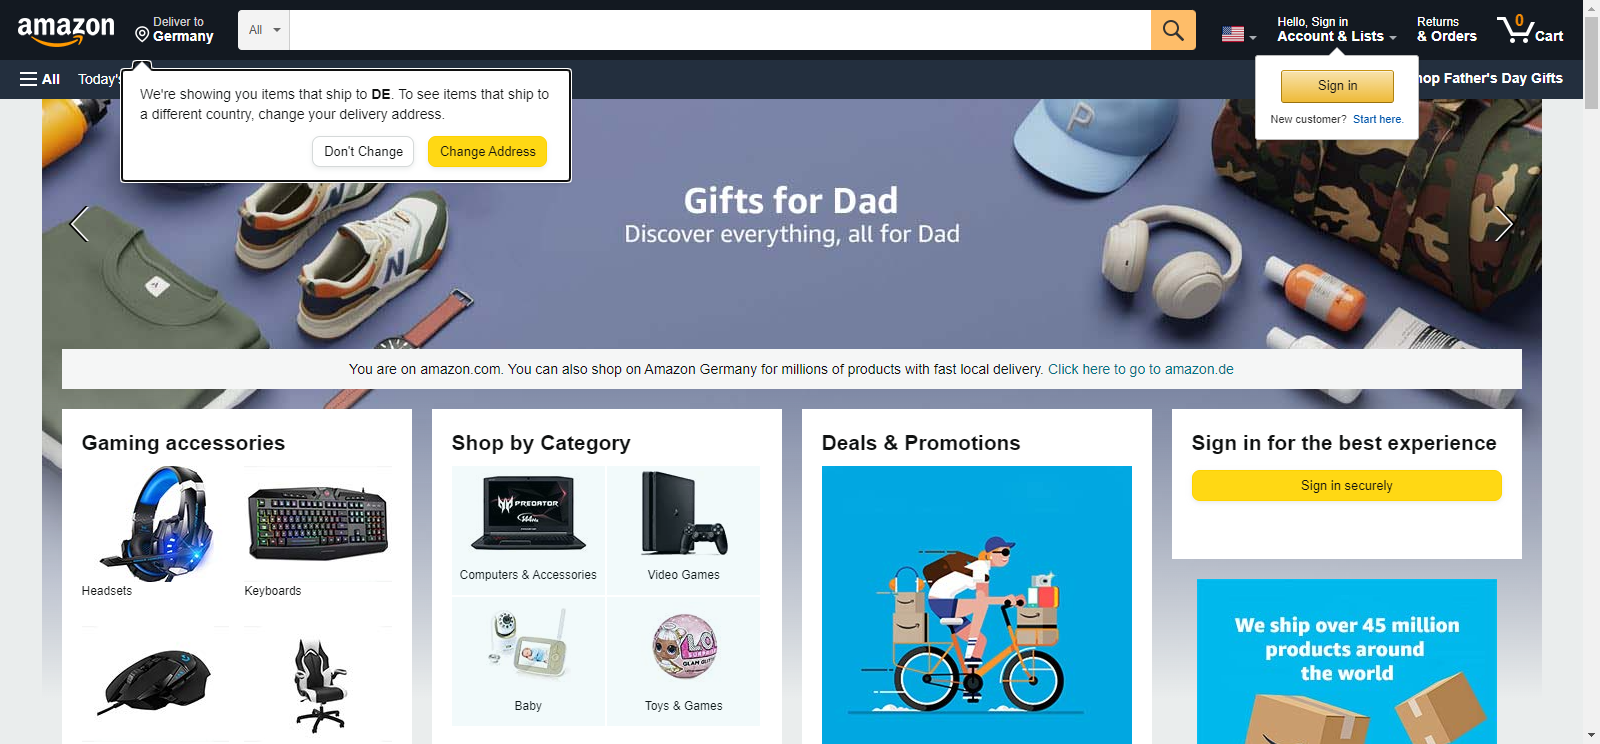 amazon
Deliver to
Germany
All
Hello, Sign in
Account & Lists
Returns
& Orders
0
Cart
All
Today's
hop Father's Day Gifts
We're showing you items that ship to DE. To see items that ship to
a different country, change your delivery address.
Don't Change
Change Address
Sign in
New customer? Start here.
Gifts for Dad
Discover everything, all for Dad
You are on amazon.com. You can also shop on Amazon Germany for millions of products with fast local delivery. Click here to go to amazon.de
Gaming accessories
Headsets
Keyboards
Shop by Category
PREDATOR
Computers & Accessories
Video Games
Baby
Toys & Games
Deals & Promotions
Sign in for the best experience
Sign in securely
We ship over 45 million
products around
the world